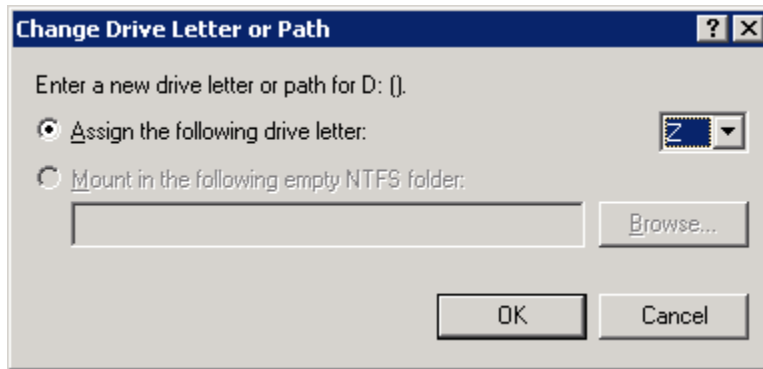 Change Drive Letter or Path
Enter a new drive letter or path for D: ().
Assign the following drive letter: Z
Mount in the following empty NTFS folder:
Browse...
OK Cancel